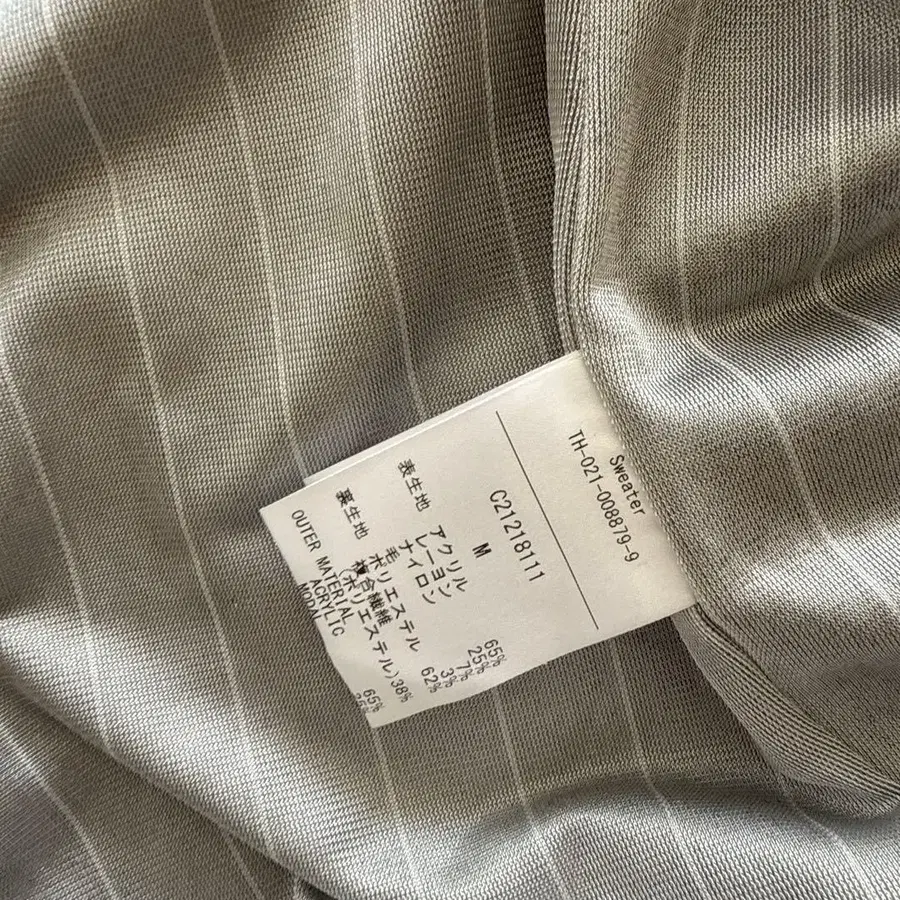 Sweater
TH-021-008879-9
C21218111
M
表生地 アクリル 65%
レーヨン 25%
ナイロン 7%
毛 3%
裏生地 ポリエステル 62%
複合繊維
(ポリエステル)38%
OUTER MATERIAL
ACRYLIC 65%
MODAL